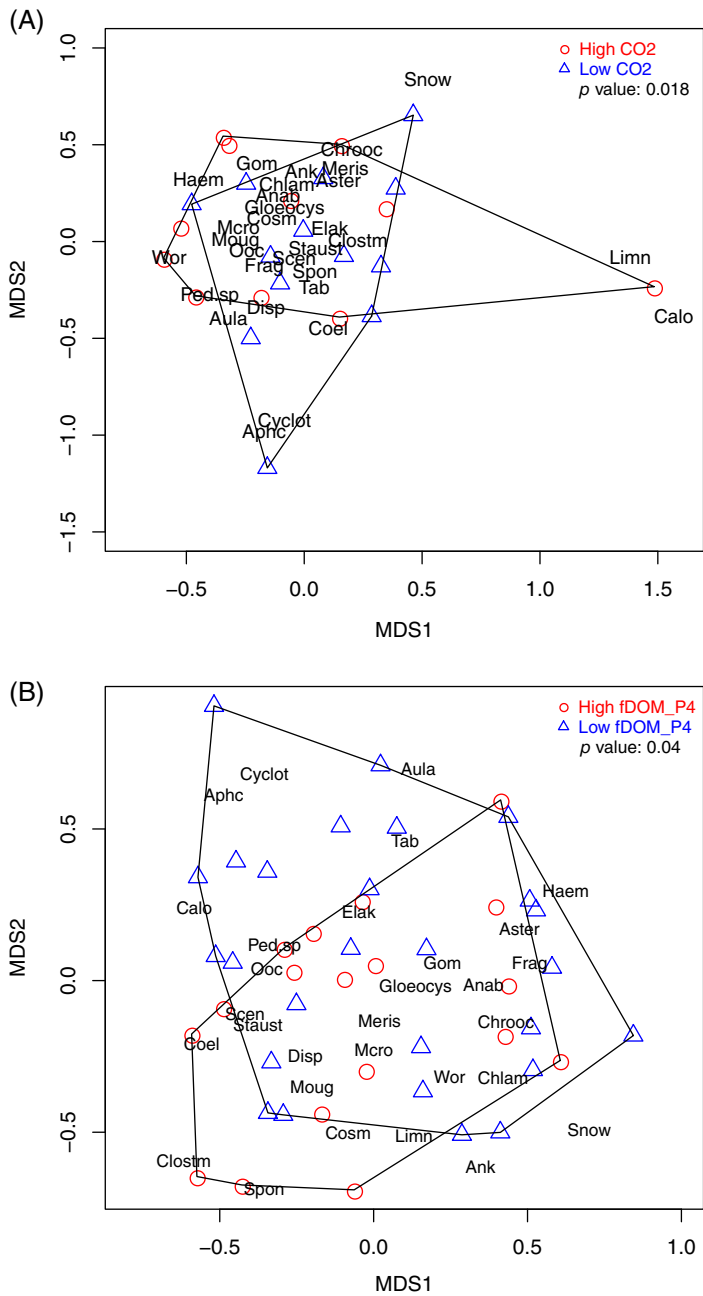 (A)
High CO2
Low CO2
p value: 0.018
Snow
Chrooc
Gom
Ank
Meris
Haem
Chlam
Aster
Anab
Gloeocys
Cosm
Mcro
Elak
Moug
Staust
Clostm
Wor
Ooc
Scen
Limn
Frag
Spon
Ped.sp
Disp
Tab
Aula
Coel
Calo
Cyclot
Aphc
1.0
0.5
0.0
−0.5
−1.0
−1.5
MDS2
−0.5
0.0
0.5
1.0
1.5
MDS1
(B)
High fDOM_P4
Low fDOM_P4
p value: 0.04
Cyclot
Aula
Aphc
Tab
Calo
Elak
Haem
Aster
Ped.sp
Ooc
Gom
Frag
Gloeocys
Anab
Scen
Staust
Meris
Chrooc
Coel
Disp
Mcro
Moug
Wor
Chlam
Cosm
Limn
Snow
Clostm
Ank
Spon
0.5
0.0
−0.5
MDS2
−0.5
0.0
0.5
1.0
MDS1